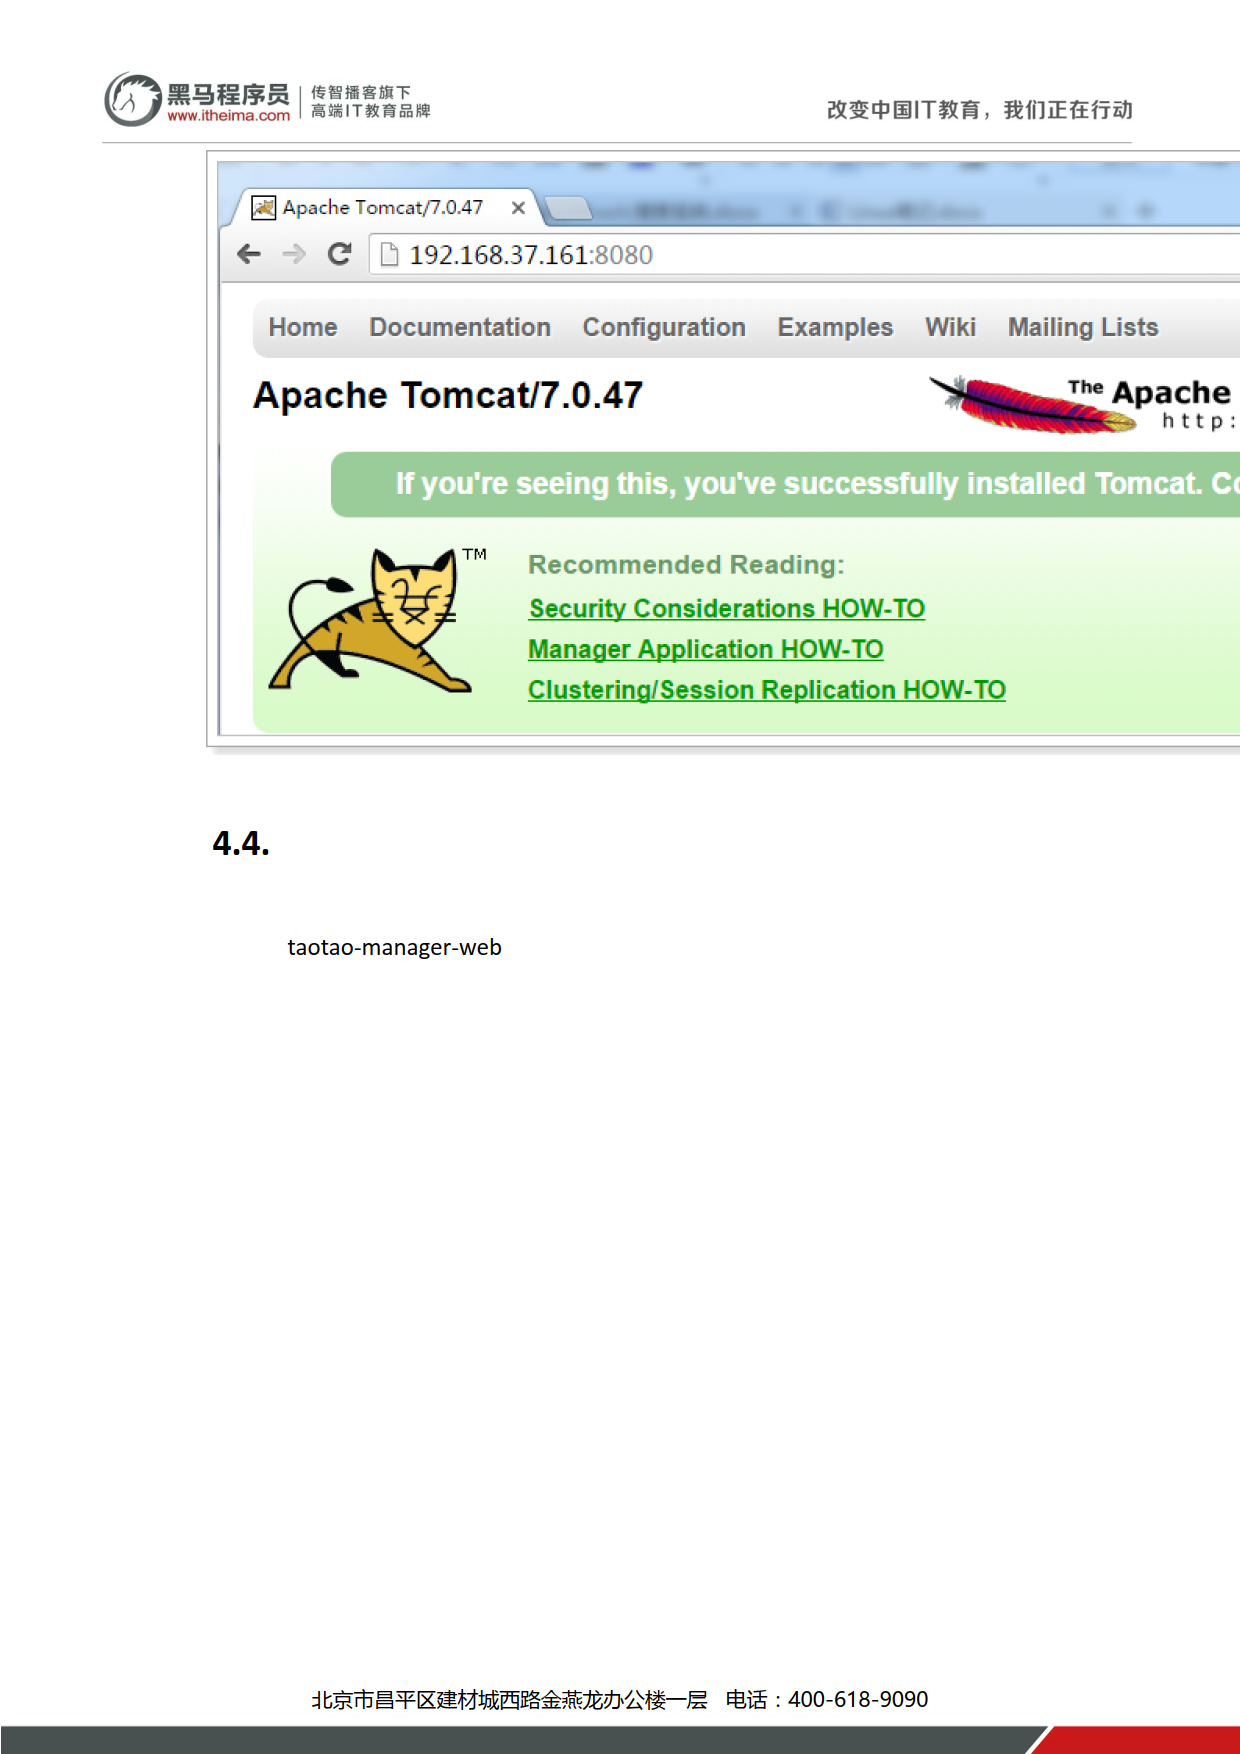 黑马程序员
www.itheima.com
传智播客旗下
高端IT教育品牌
改变中国IT教育，我们正在行动
Apache Tomcat/7.0.47
192.168.37.161:8080
Home Documentation Configuration Examples Wiki Mailing Lists
Apache Tomcat/7.0.47
The Apache
http:
If you're seeing this, you've successfully installed Tomcat.
TM
Recommended Reading:
Security Considerations HOW-TO
Manager Application HOW-TO
Clustering/Session Replication HOW-TO
4.4.
taotao-manager-web
北京市昌平区建材城西路金燕龙办公楼一层 电话：400-618-9090